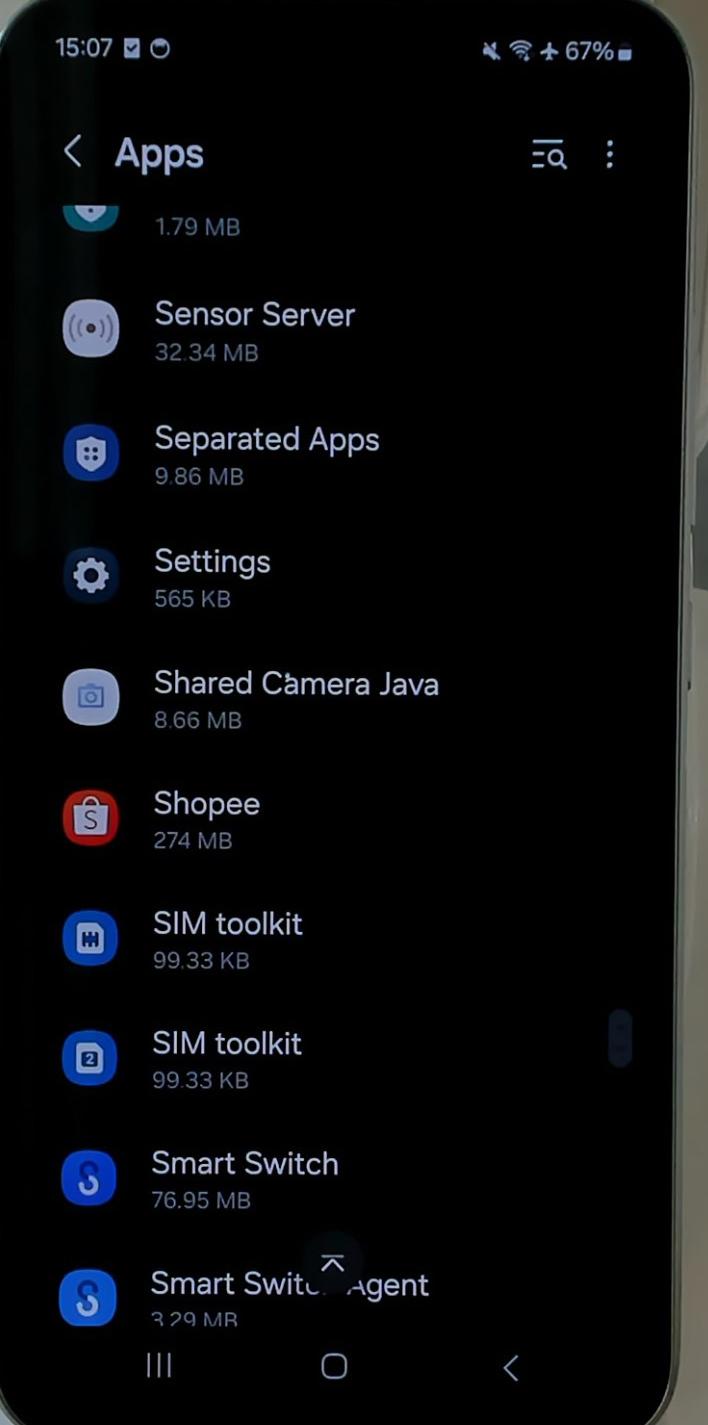 15:07 67%
Apps
1.79 MB
Sensor Server
32.34 MB
Separated Apps
9.86 MB
Settings
565 KB
Shared Camera Java
8.66 MB
S
Shopee
274 MB
SIM toolkit
99.33 KB
2
SIM toolkit
99.33 KB
Smart Switch
76.95 MB
Smart Agent
3.29 MB